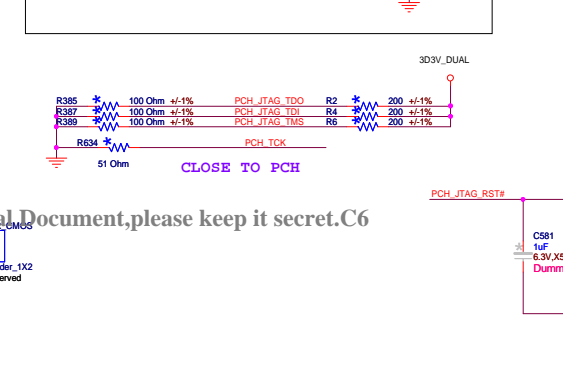 3D3V_DUAL
R385 * 100 Ohm +/-1% PCH_JTAG_TDO R2 * 200 +/-1%
R387 * 100 Ohm +/-1% PCH_JTAG_TDI R4 * 200 +/-1%
R389 * 100 Ohm +/-1% PCH_JTAG_TMS R6 * 200 +/-1%
R634 * PCH_TCK
51 Ohm
CLOSE TO PCH
PCH_JTAG_RST#
al Document,please keep it secret.C6
_CMOS
C581
* 1uF
6.3V,X5
Dumm
der_1X2
erved